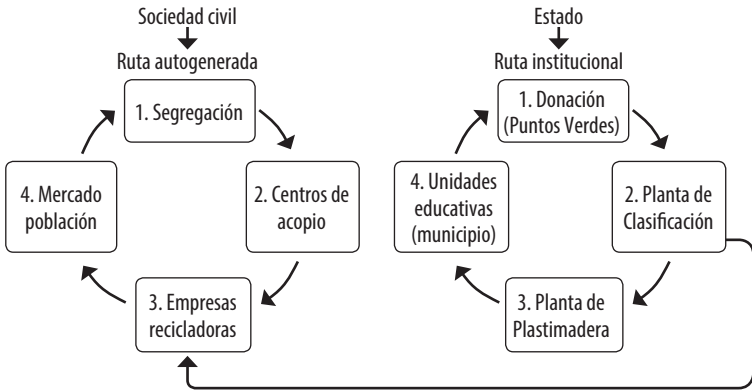 Sociedad civil
Ruta autogenerada
1. Segregación
2. Centros de
acopio
3. Empresas
recicladoras
4. Mercado
población
Estado
Ruta institucional
1. Donación
(Puntos Verdes)
2. Planta de
Clasificación
3. Planta de
Plastimadera
4. Unidades
educativas
(municipio)